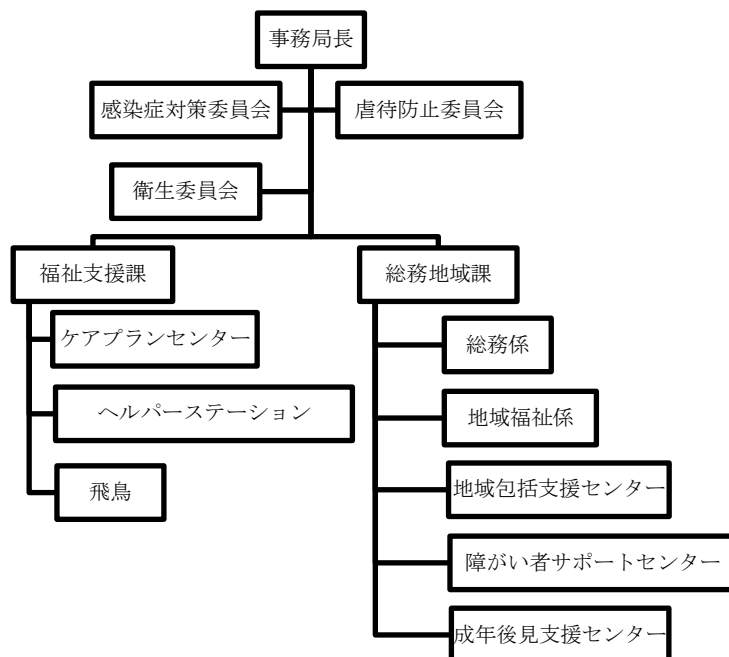 事務局長
感染症対策委員会
虐待防止委員会
衛生委員会
福祉支援課
総務地域課
ケアプランセンター
ヘルパーステーション
飛鳥
総務係
地域福祉係
地域包括支援センター
障がい者サポートセンター
成年後見支援センター